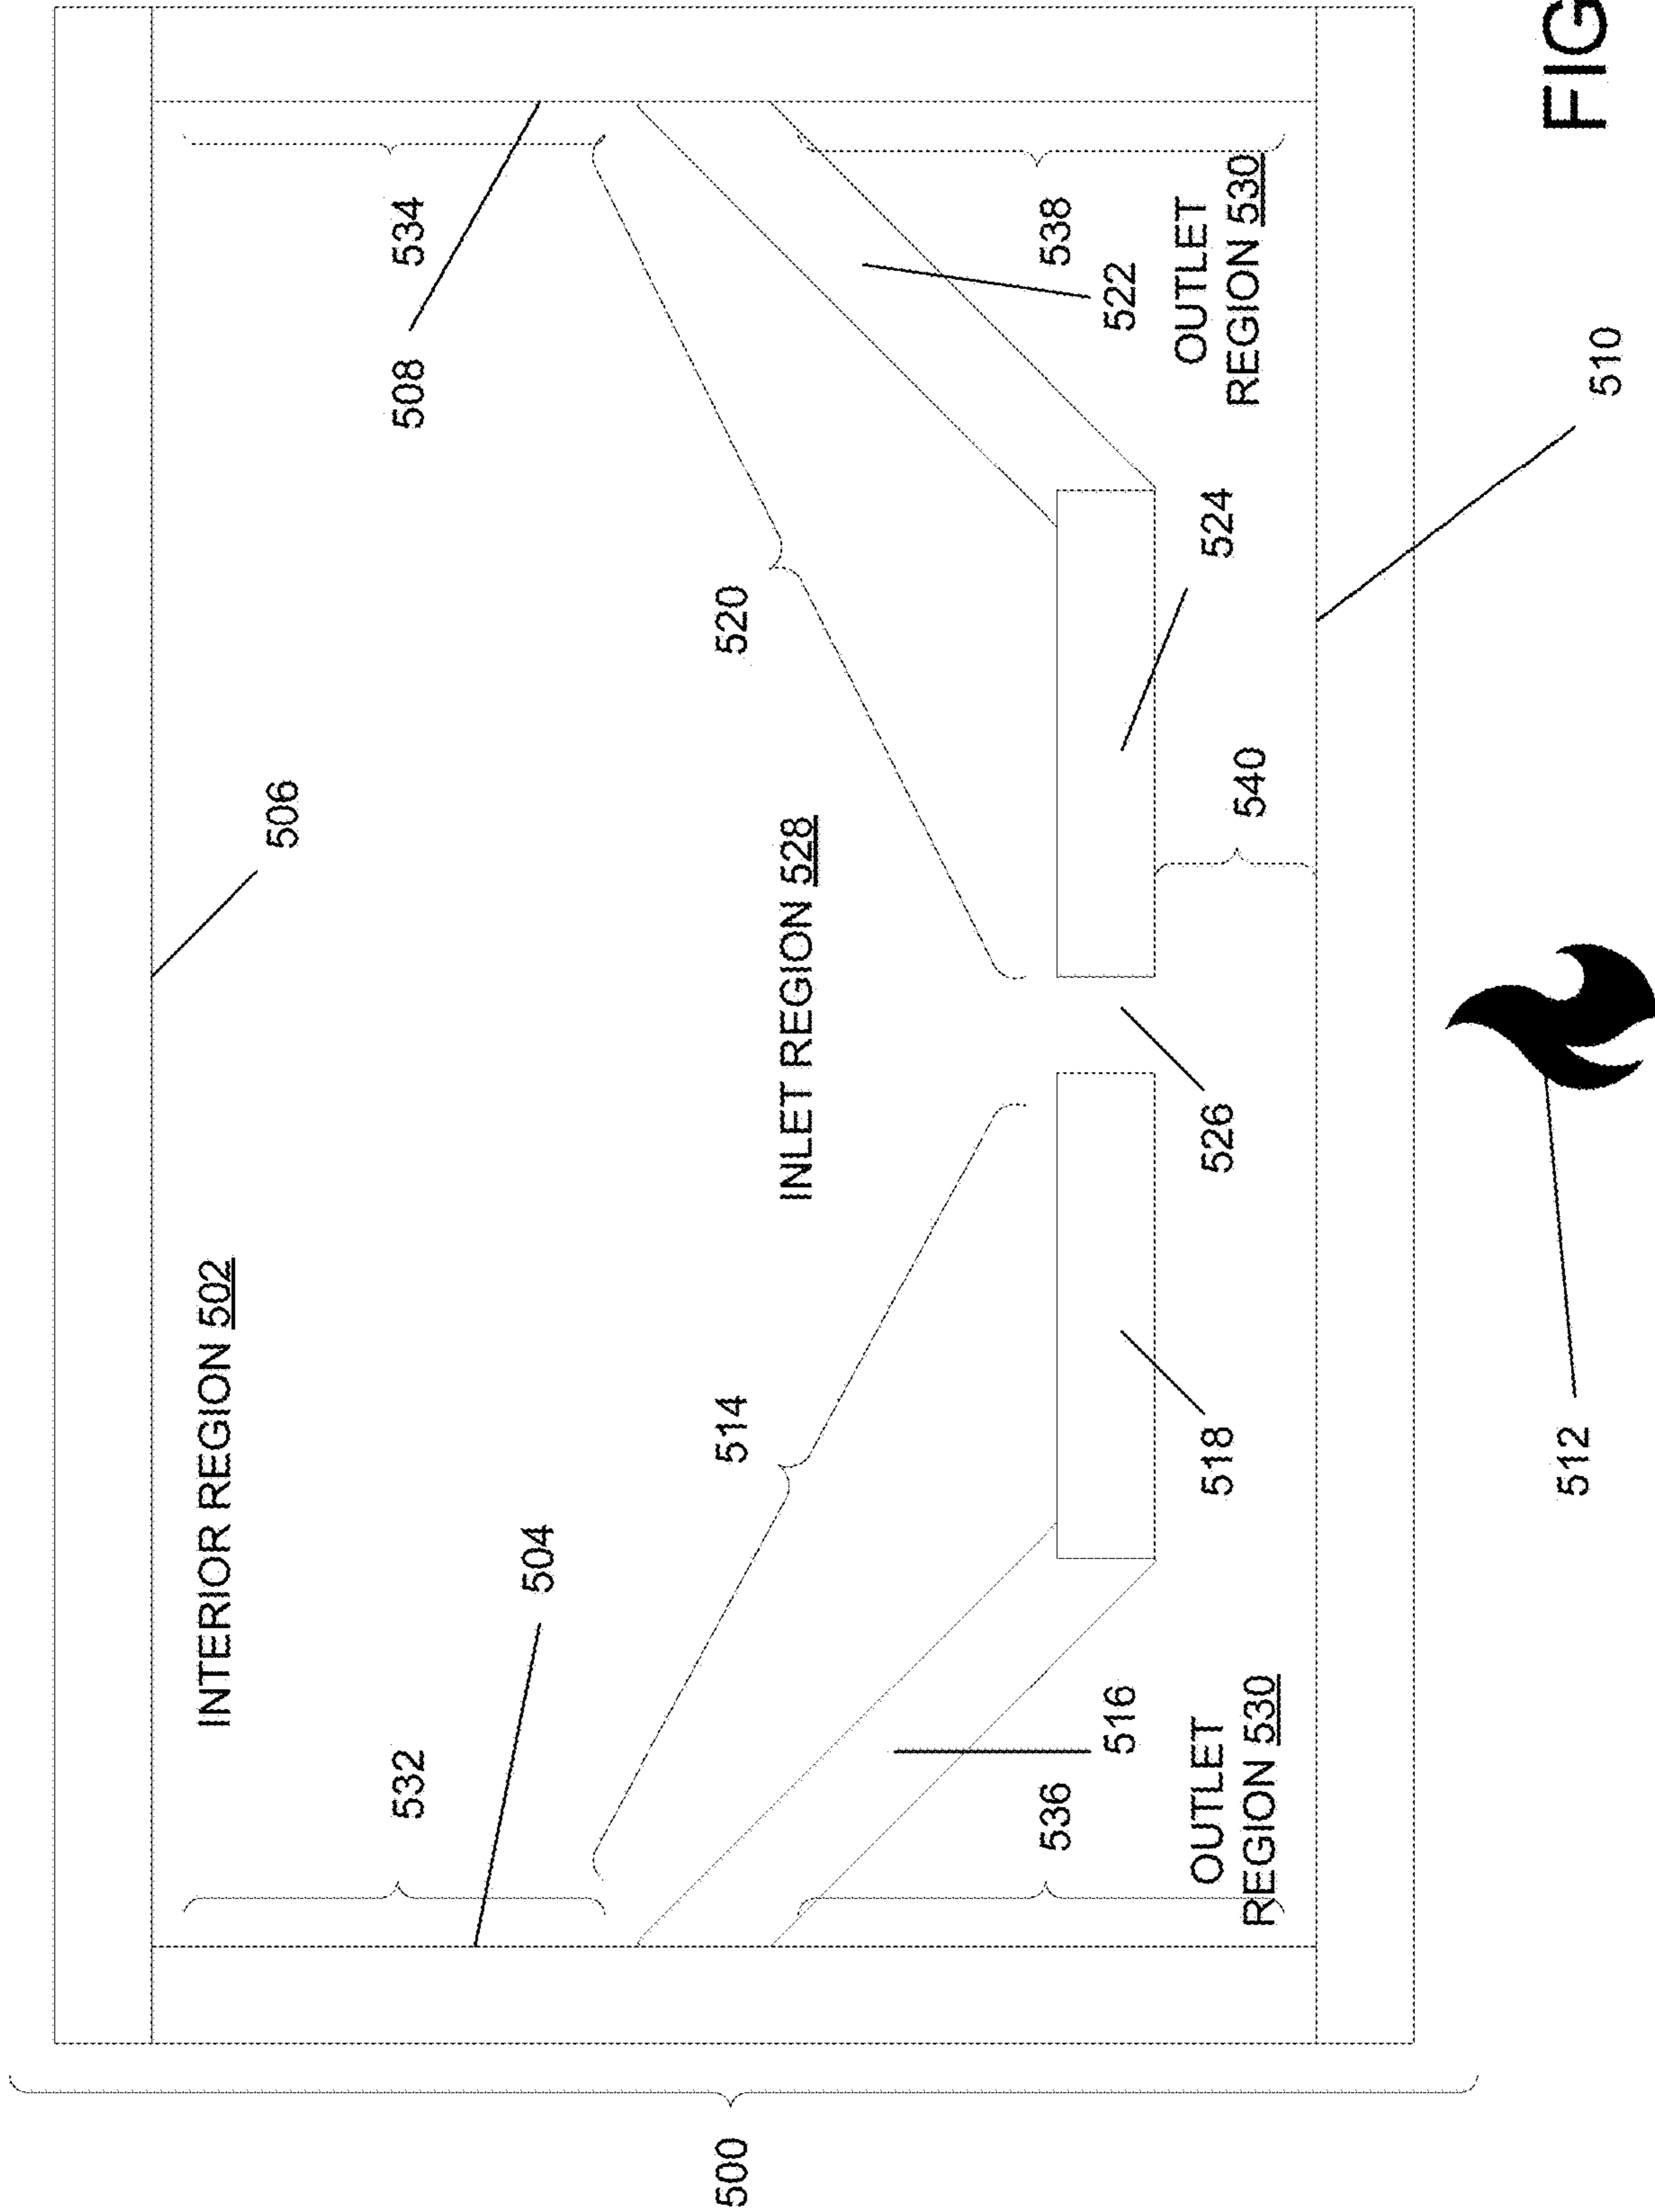 INTERIOR REGION 502
506
532
508
534
504
500
514
520
INLET REGION 528
536
538
516
522
OUTLET
REGION 530
518
526
524
540
OUTLET
REGION 530
512
510
FIG